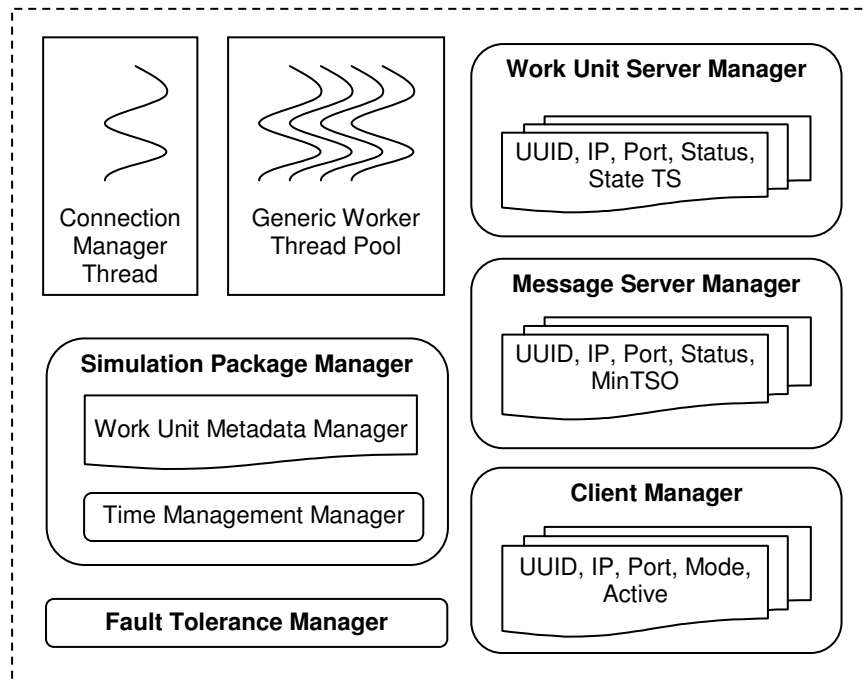 Connection
Manager
Thread
Generic Worker
Thread Pool
Work Unit Server Manager
UUID, IP, Port, Status,
State TS
Message Server Manager
UUID, IP, Port, Status,
MinTSO
Simulation Package Manager
Work Unit Metadata Manager
Time Management Manager
Client Manager
UUID, IP, Port, Mode,
Active
Fault Tolerance Manager